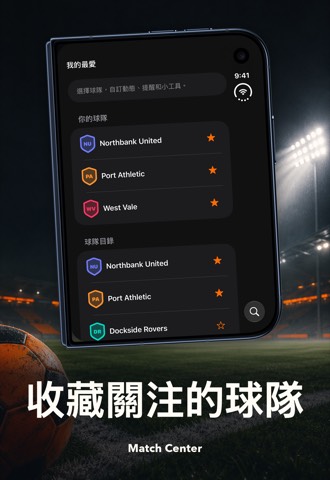 我的最愛
9:41
選擇球隊、自訂動態、提醒和小工具。
你的球隊
NU Northbank United
PA Port Athletic
WV West Vale
球隊目錄
NU Northbank United
PA Port Athletic
DR Dockside Rovers
收藏關注的球隊
Match Center